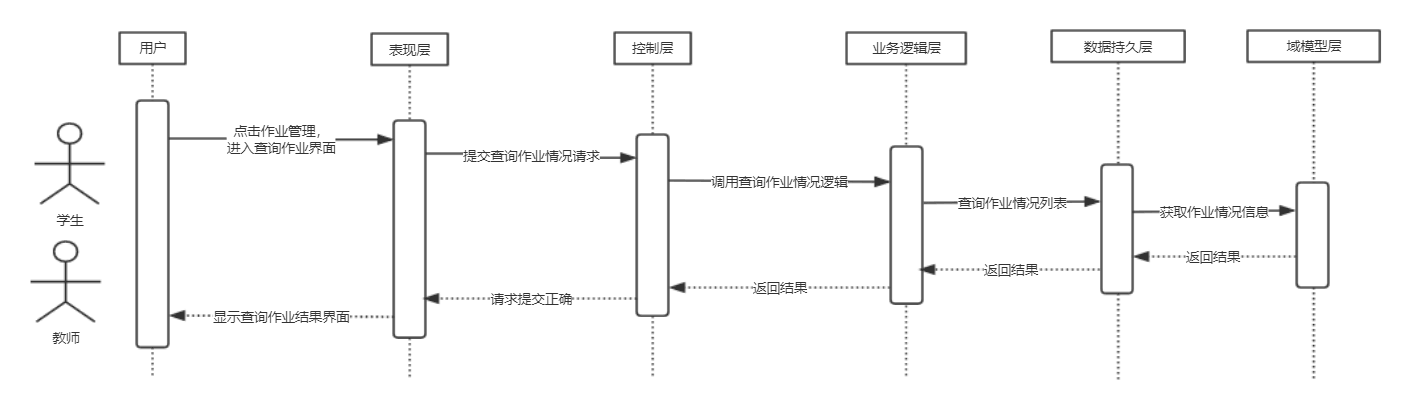 用户
表现层
控制层
业务逻辑层
数据持久层
域模型层
点击作业管理,
进入查询作业界面
提交查询作业情况请求
调用查询作业情况逻辑
查询作业情况列表
获取作业情况信息
学生
返回结果
返回结果
返回结果
请求提交正确
显示查询作业结果界面
教师